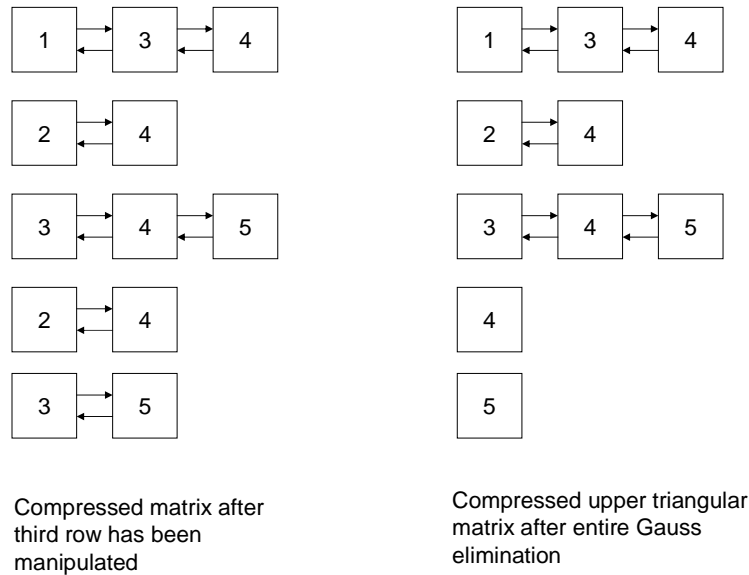 1 3 4 1 3 4
2 4 2 4
3 4 5 3 4 5
2 4 4
3 5 5
Compressed matrix after
third row has been
manipulated
Compressed upper triangular
matrix after entire Gauss
elimination